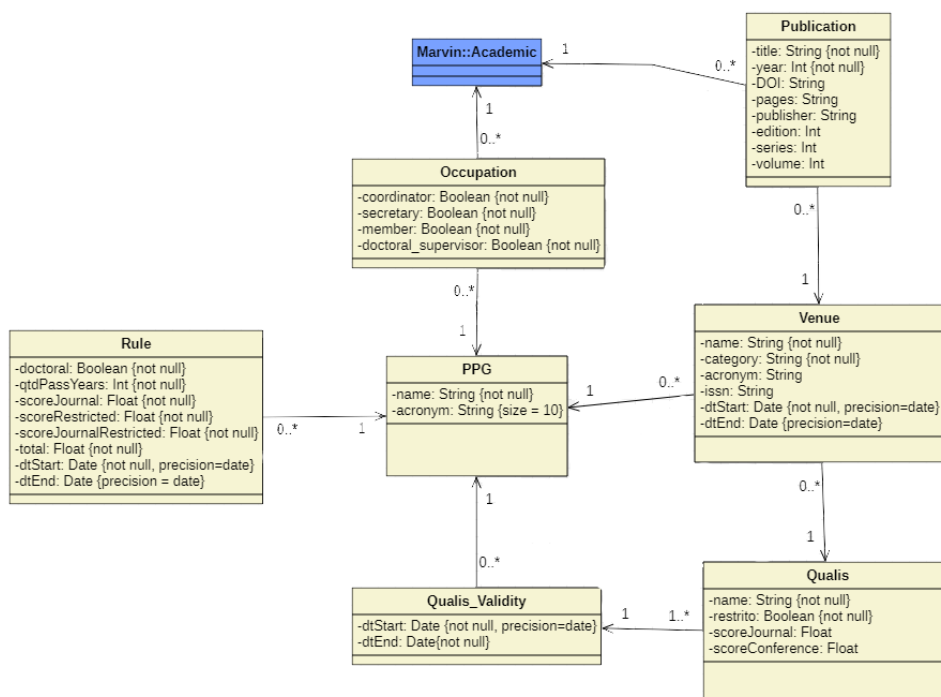 Publication
-title: String {not null}
-year: Int {not null}
-DOI: String
-pages: String
-publisher: String
-edition: Int
-series: Int
-volume: Int
Marvin::Academic
1
0..*
1
0..*
Occupation
-coordinator: Boolean {not null}
-secretary: Boolean {not null}
-member: Boolean {not null}
-doctoral_supervisor: Boolean {not null}
0..*
1
0..*
1
Venue
-name: String {not null}
-category: String {not null}
-acronym: String
-issn: String
-dtStart: Date {not null, precision=date}
-dtEnd: Date {precision=date}
Rule
-doctoral: Boolean {not null}
-qtdPassYears: Int {not null}
-scoreJournal: Float {not null}
-scoreRestricted: Float {not null}
-scoreJournalRestricted: Float {not null}
-total: Float {not null}
-dtStart: Date {not null, precision=date}
-dtEnd: Date {precision = date}
0..*
1
PPG
-name: String {not null}
-acronym: String {size = 10}
1
0..*
1
0..*
0..*
1
Qualis_Validity
-dtStart: Date {not null, precision=date}
-dtEnd: Date{not null}
1
1..*
Qualis
-name: String {not null}
-restrito: Boolean {not null}
-scoreJournal: Float
-scoreConference: Float